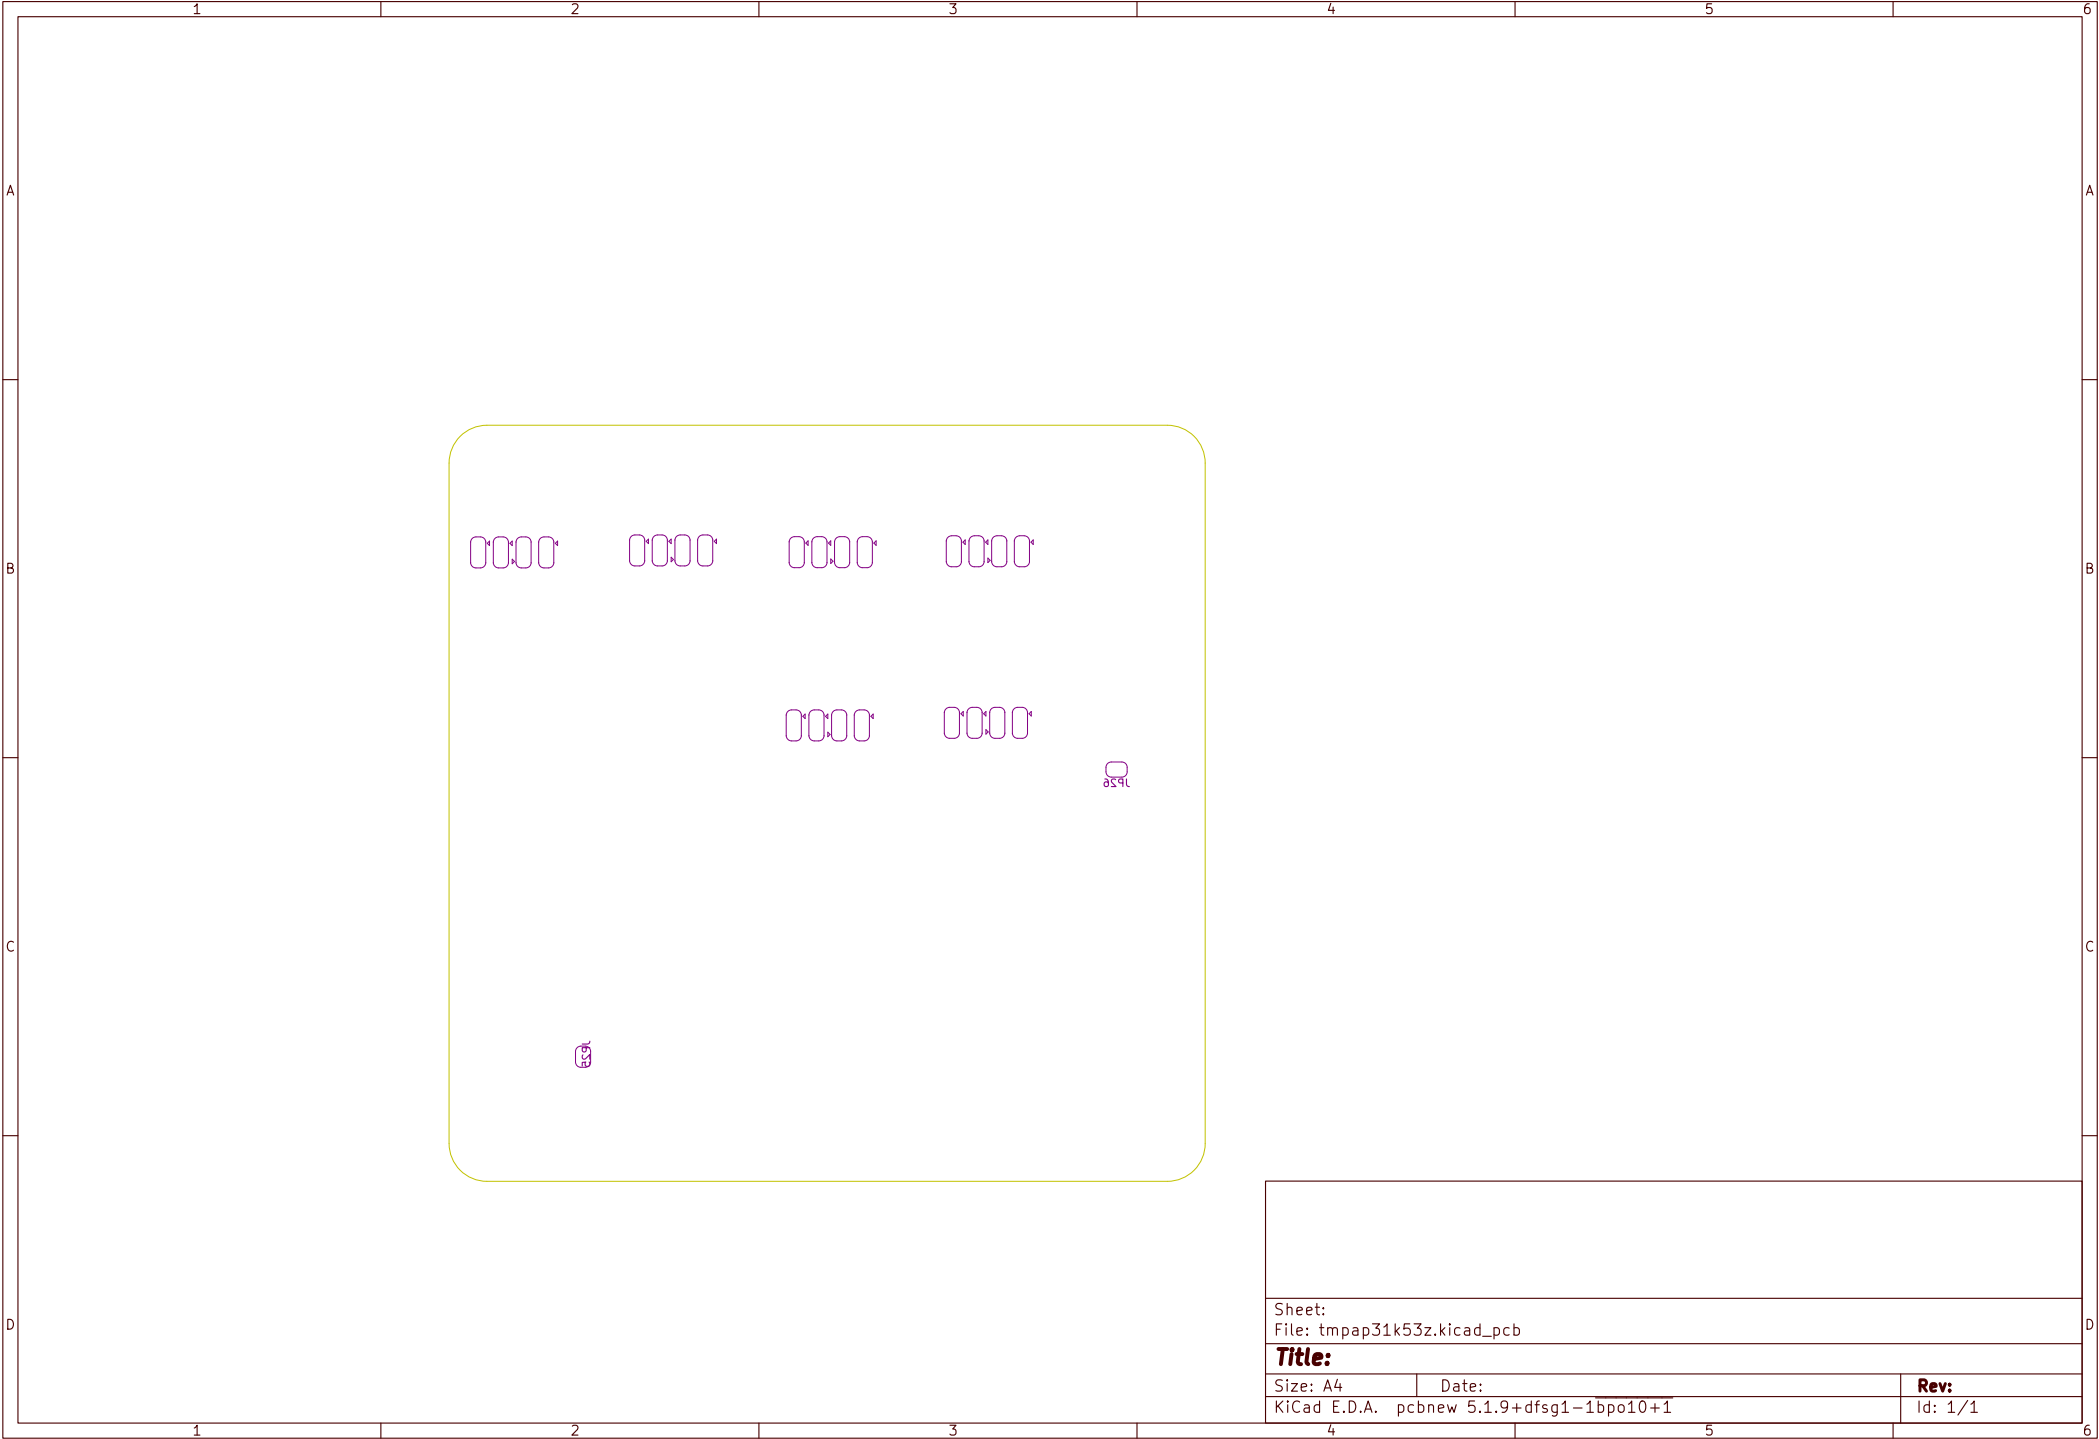 1 2 3 4 5 6
A A
B B
JP26
C C
JP25
Sheet:
File: tmpap31k53z.kicad_pcb
D D
Title:
Size: A4 Date: Rev:
KiCad E.D.A. pcbnew 5.1.9+dfsg1-1bpo10+1 Id: 1/1
1 2 3 4 5 6